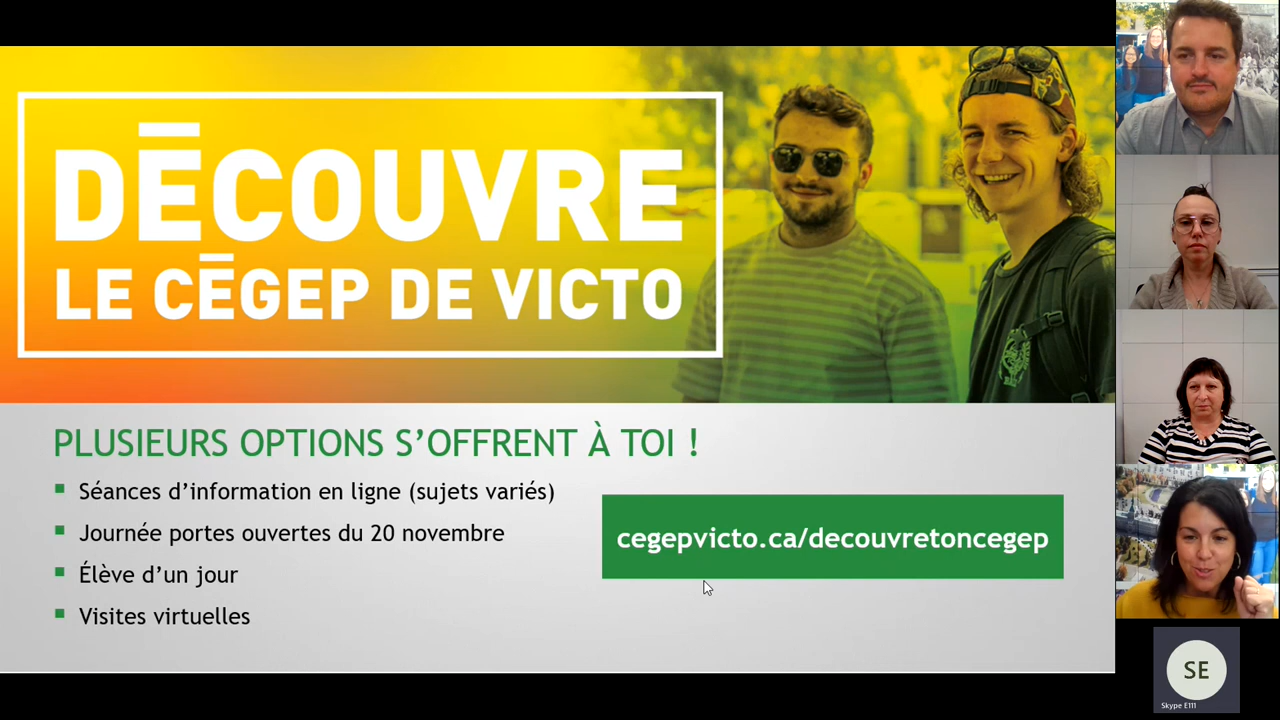 DĒCOUVRE
LE CĒGEP DE VICTO
PLUSIEURS OPTIONS S’OFFRENT À TOI !
Séances d’information en ligne (sujets variés)
Journée portes ouvertes du 20 novembre
Élève d’un jour
Visites virtuelles
cegepvicto.ca/decouvretoncegep
SE
Skype E111